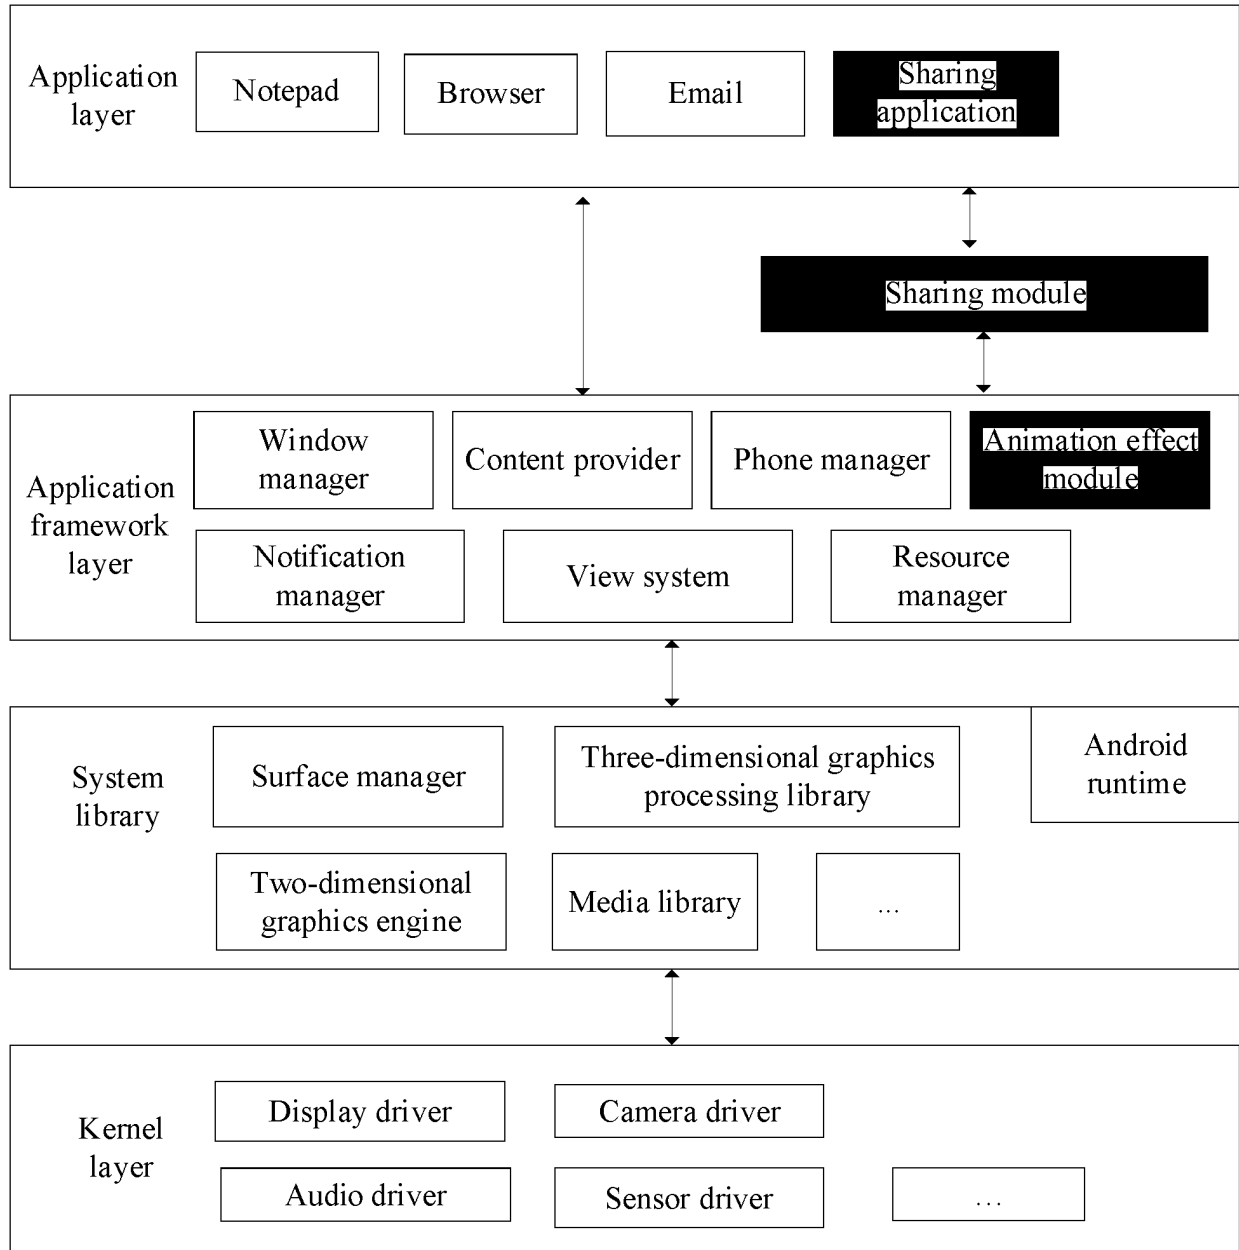 Application
layer
Notepad
Browser
Email
Sharing
application
Sharing module
Application
framework
layer
Window
manager
Content provider
Phone manager
Animation effect
module
Notification
manager
View system
Resource
manager
System
library
Surface manager
Three-dimensional graphics
processing library
Android
runtime
Two-dimensional
graphics engine
Media library
...
Kernel
layer
Display driver
Camera driver
Audio driver
Sensor driver
...